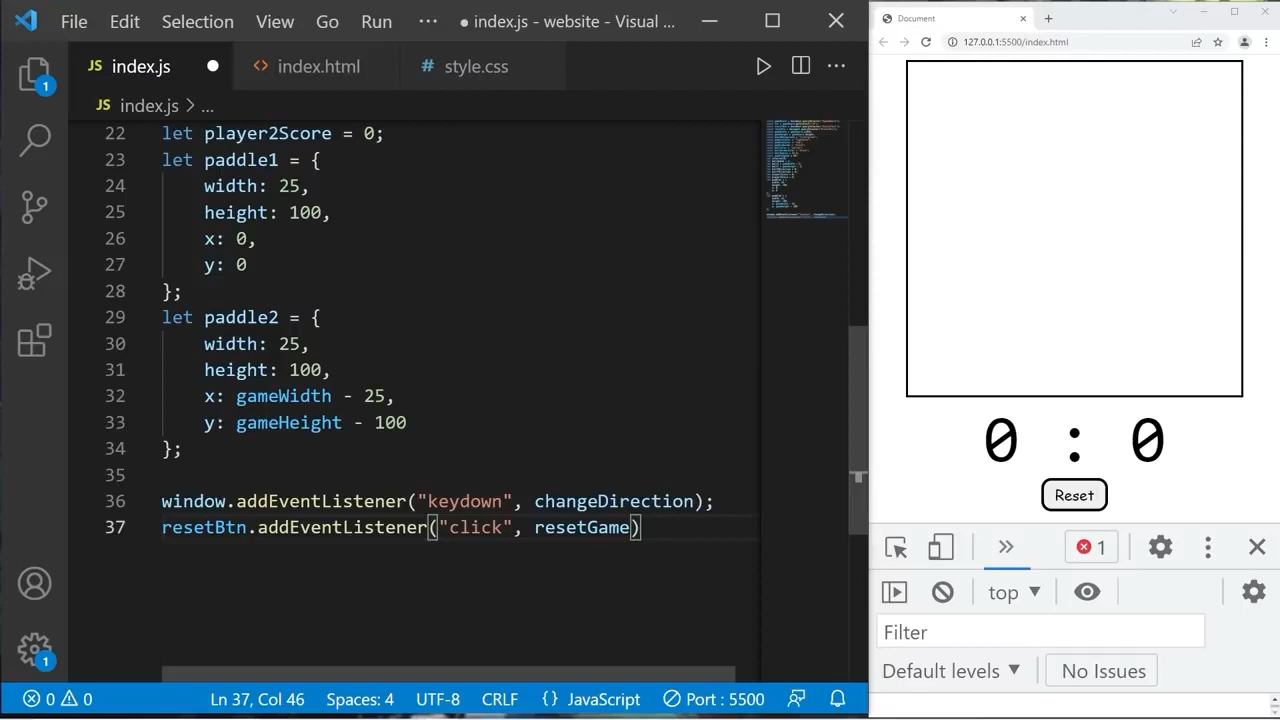 File Edit Selection View Go Run ··· ● index.js - website - Visual ...
JS index.js ● <> index.html # style.css
JS index.js > ...
22 let player2Score = 0;
23 let paddle1 = {
24 width: 25,
25 height: 100,
26 x: 0,
27 y: 0
28 };
29 let paddle2 = {
30 width: 25,
31 height: 100,
32 x: gameWidth - 25,
33 y: gameHeight - 100
34 };
35
36 window.addEventListener("keydown", changeDirection);
37 resetBtn.addEventListener("click", resetGame)
1
1
0 0 Ln 37, Col 46 Spaces: 4 UTF-8 CRLF {} JavaScript Port : 5500
Document
127.0.0.1:5500/index.html
0 : 0
Reset
1
top
Filter
Default levels No Issues